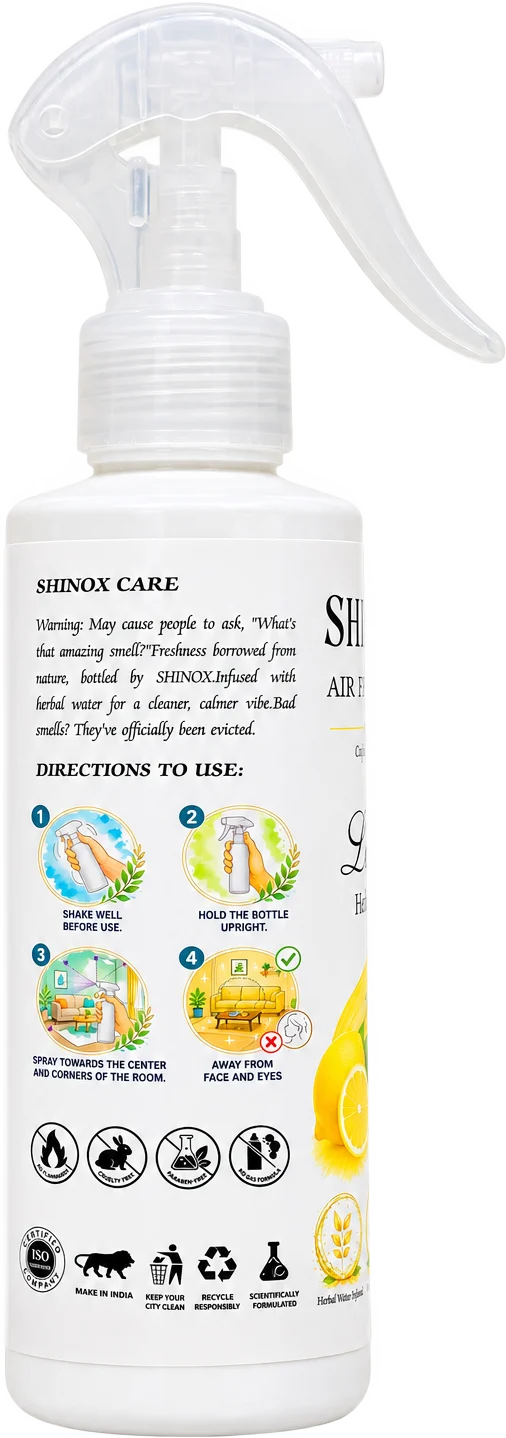 SHINOX CARE
Warning: May cause people to ask, "What's
that amazing smell?"Freshness borrowed from
nature, bottled by SHINOX.Infused with
herbal water for a cleaner, calmer vibe.Bad
smells? They've officially been evicted.
DIRECTIONS TO USE:
1
SHAKE WELL
BEFORE USE.
2
HOLD THE BOTTLE
UPRIGHT.
3
SPRAY TOWARDS THE CENTER
AND CORNERS OF THE ROOM.
4
AWAY FROM
FACE AND EYES
CRUELTY FREE
PARABEN-FREE
NO GAS FORMULA
ISO
COMPANY
MAKE IN INDIA
KEEP YOUR
CITY CLEAN
RECYCLE
RESPONSIBLY
SCIENTIFICALLY
FORMULATED
SHI
AIR F
Herbal Water Infused